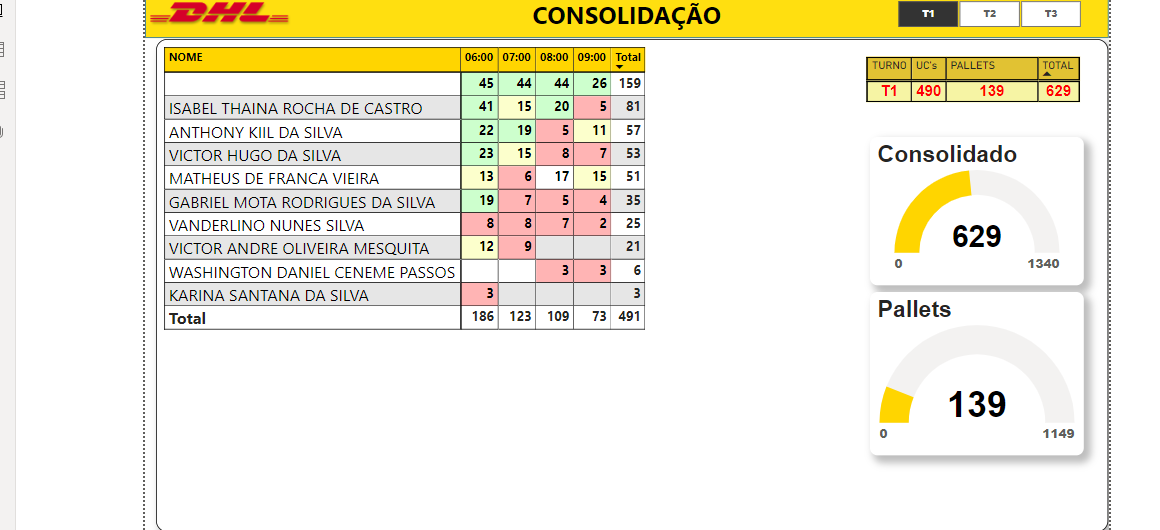 DHL
CONSOLIDAÇÃO
T1 T2 T3
NOME 06:00 07:00 08:00 09:00 Total
45 44 44 26 159
ISABEL THAINA ROCHA DE CASTRO 41 15 20 5 81
ANTHONY KIIL DA SILVA 22 19 5 11 57
VICTOR HUGO DA SILVA 23 15 8 7 53
MATHEUS DE FRANCA VIEIRA 13 6 17 15 51
GABRIEL MOTA RODRIGUES DA SILVA 19 7 5 4 35
VANDERLINO NUNES SILVA 8 8 7 2 25
VICTOR ANDRE OLIVEIRA MESQUITA 12 9 21
WASHINGTON DANIEL CENEME PASSOS 3 3 6
KARINA SANTANA DA SILVA 3 3
Total 186 123 109 73 491
TURNO UC's PALLETS TOTAL
T1 490 139 629
Consolidado
629
0 1340
Pallets
139
0 1149